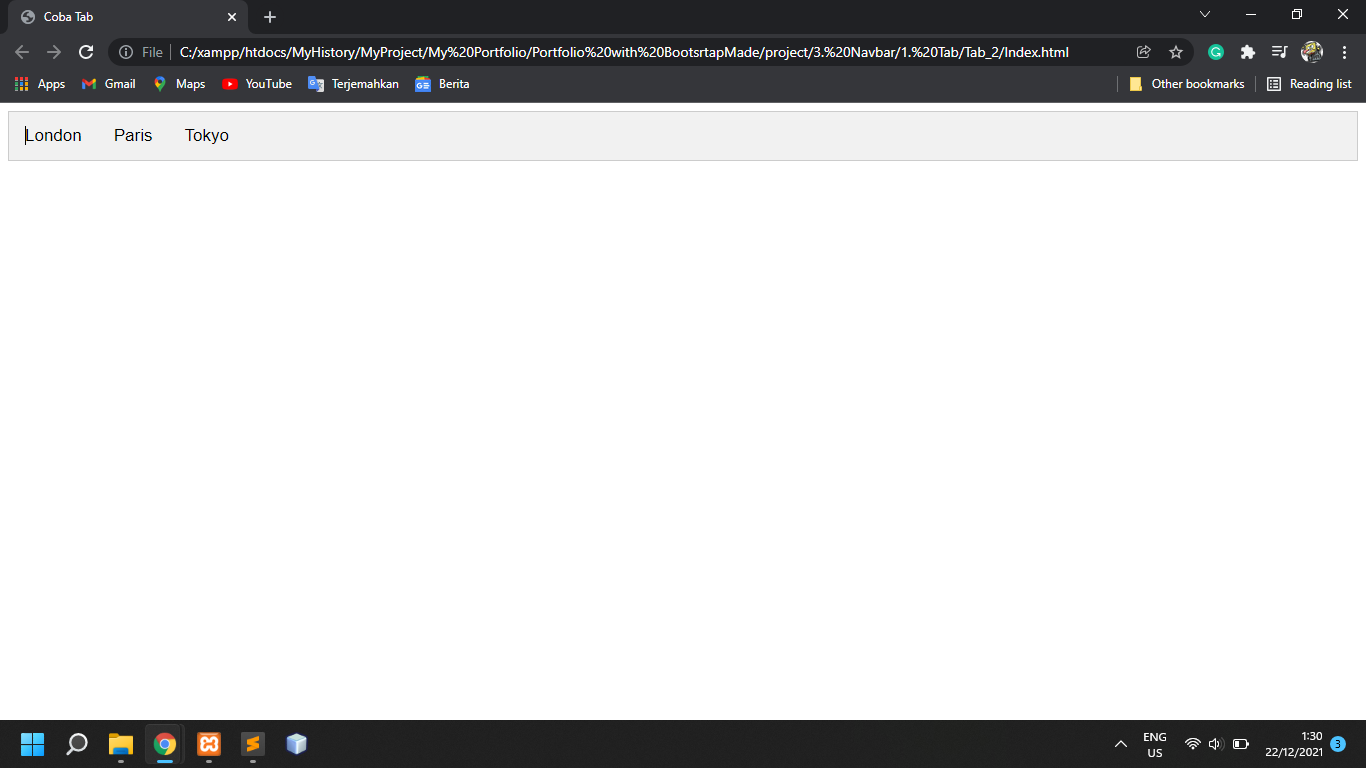 Coba Tab
File C:/xampp/htdocs/MyHistory/MyProject/My%20Portfolio/Portfolio%20with%20BootsrtapMade/project/3.%20Navbar/1.%20Tab/Tab_2/Index.html
Apps Gmail Maps YouTube Terjemahkan Berita Other bookmarks Reading list
London Paris Tokyo
ENG 1:30
US 22/12/2021 3